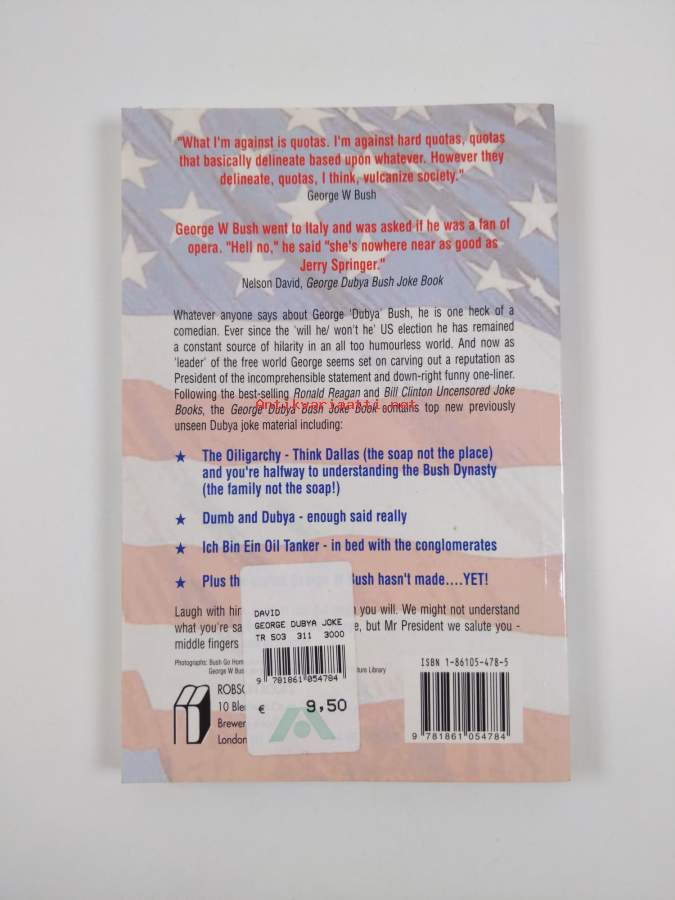 "What I'm against is quotas. I'm against hard quotas, quotas
that basically delineate based upon whatever. However they
delineate, quotas, I think, vulcanize society."
George W Bush
George W Bush went to Italy and was asked if he was a fan of
opera. "Hell no," he said "she's nowhere near as good as
Jerry Springer."
Nelson David, George Dubya Bush Joke Book
Whatever anyone says about George 'Dubya' Bush, he is one heck of a
comedian. Ever since the 'will he/ won't he' US election he has remained
a constant source of hilarity in an all too humourless world. And now as
'leader' of the free world George seems set on carving out a reputation as
President of the incomprehensible statement and down-right funny one-liner.
Following the best-selling Ronald Reagan and Bill Clinton Uncensored Joke
Books, the George Dubya Bush Joke Book contains top new previously
Antikvariaatti.net
unseen Dubya joke material including:
★ The Oiligarchy - Think Dallas (the soap not the place)
and you're halfway to understanding the Bush Dynasty
(the family not the soap!)
★ Dumb and Dubya - enough said really
★ Ich Bin Ein Oil Tanker - in bed with the conglomerates
★ Plus the Bush hasn't made....YET!
Laugh with him you will. We might not understand
what you're sa but Mr President we salute you -
middle fingers
Photographs: Bush Go Hom ture Library
George W Bus
ROBS
10 Ble
Brewer
London
DAVID
GEORGE DUBYA JOKE
TR 503 311 3000
9 781861 054784
€ 9,50
ISBN 1-86105-478-5
9 781861 054784